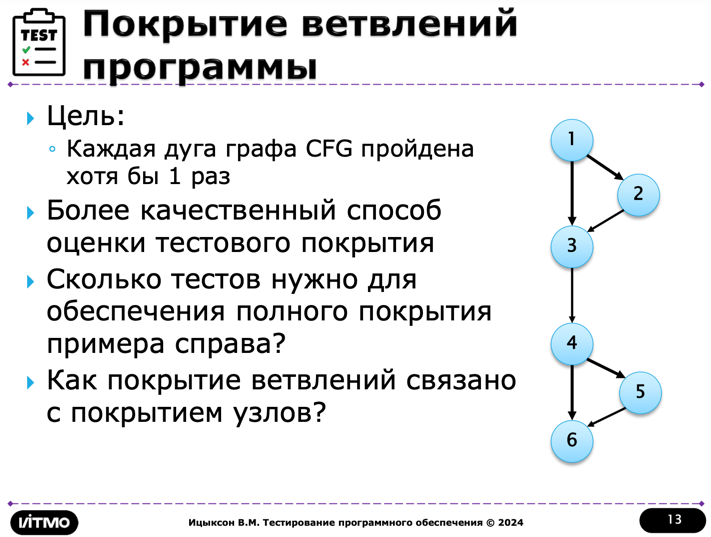 TEST
Покрытие ветвлений
программы
Цель:
Каждая дуга графа CFG пройдена
хотя бы 1 раз
Более качественный способ
оценки тестового покрытия
Сколько тестов нужно для
обеспечения полного покрытия
примера справа?
Как покрытие ветвлений связано
с покрытием узлов?
1
2
3
4
5
6
ИТМО
Ицыксон В.М. Тестирование программного обеспечения © 2024
13